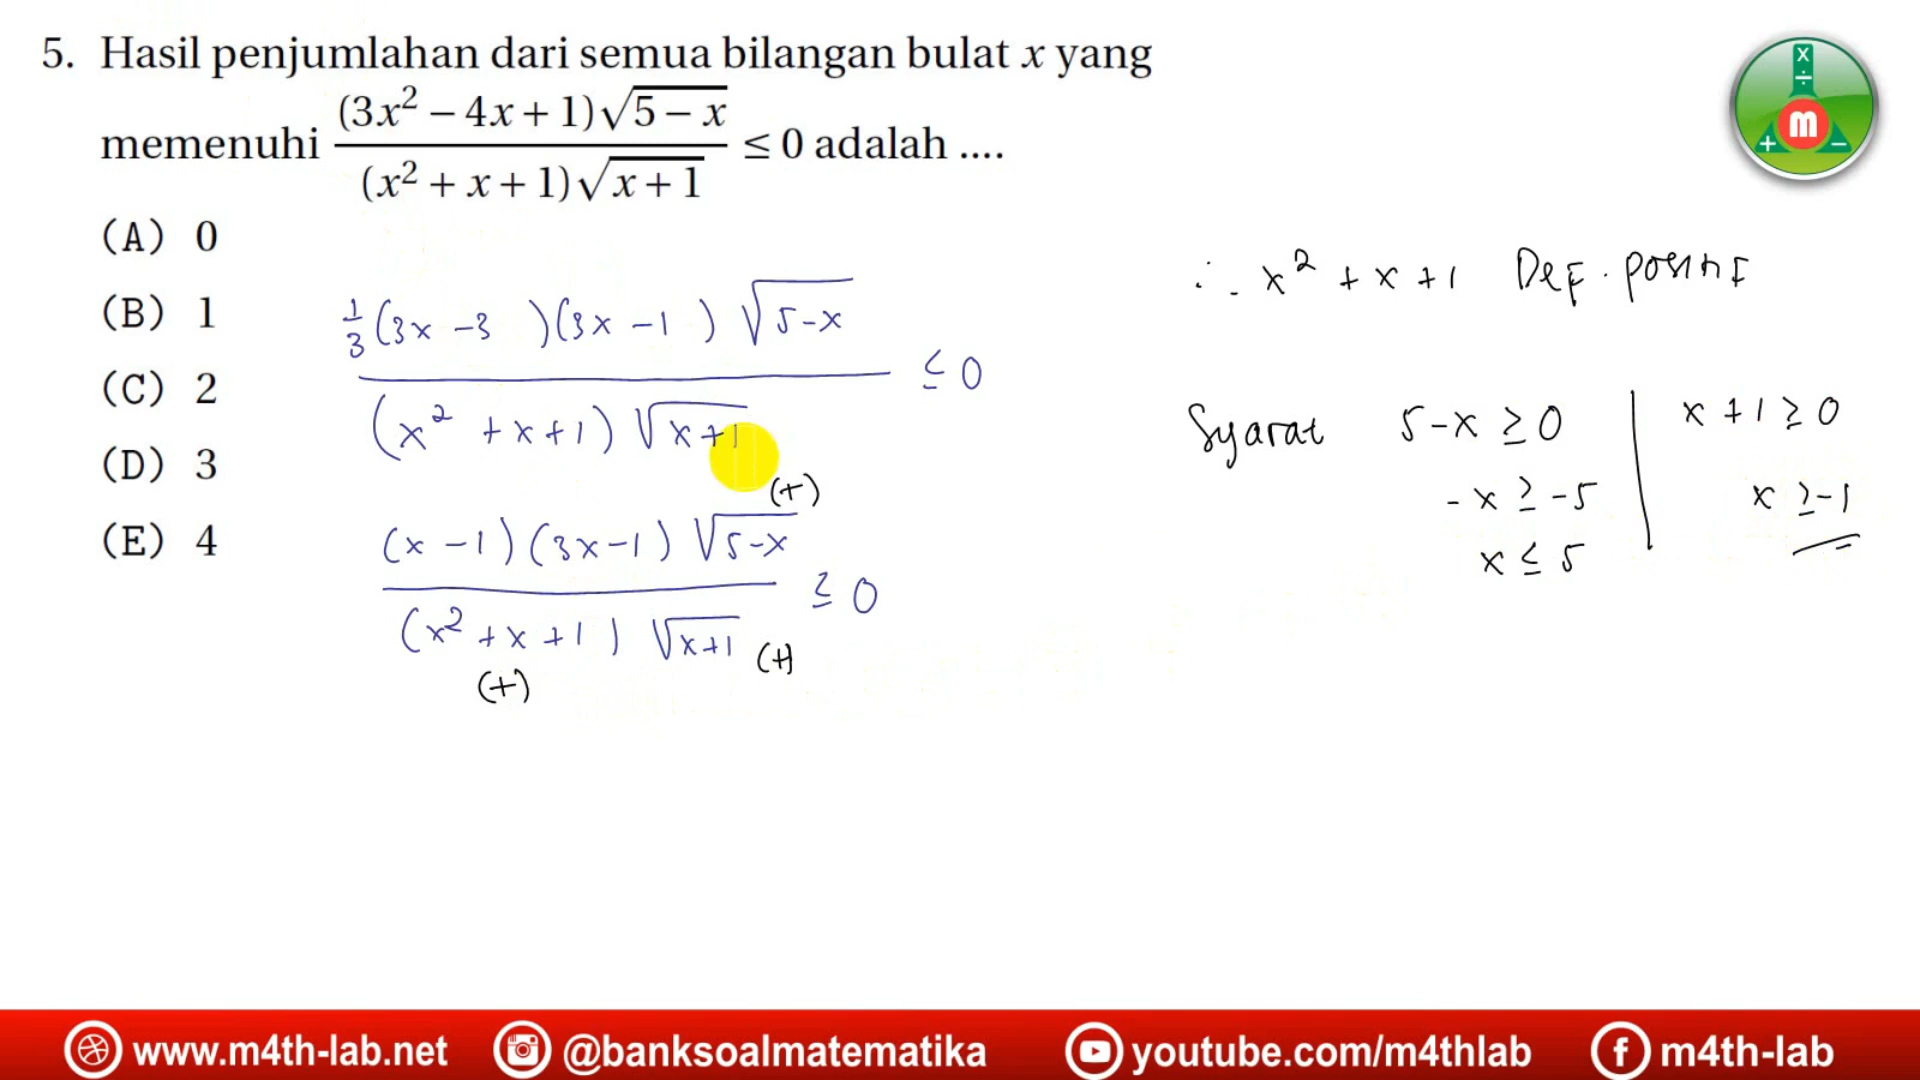 5. Hasil penjumlahan dari semua bilangan bulat x yang
memenuhi (3x² − 4x + 1)√(5 − x) / (x² + x + 1)√(x + 1) ≤ 0 adalah ....
(A) 0
(B) 1
(C) 2
(D) 3
(E) 4
1/3 (3x − 3 )(3x − 1 ) √(5-x) / (x² + x + 1) √(x+1) ≤ 0
(+)
(x − 1)(3x − 1) √(5-x) / (x² + x + 1) √(x+1) ≤ 0
(+)
(+)
∴ x² + x + 1 Def. positif
Syarat 5-x ≥ 0
-x ≥ -5
x ≤ 5
x + 1 ≥ 0
x ≥ -1
x
÷
m
+ −
www.m4th-lab.net
@banksoalmatematika
youtube.com/m4thlab
f m4th-lab